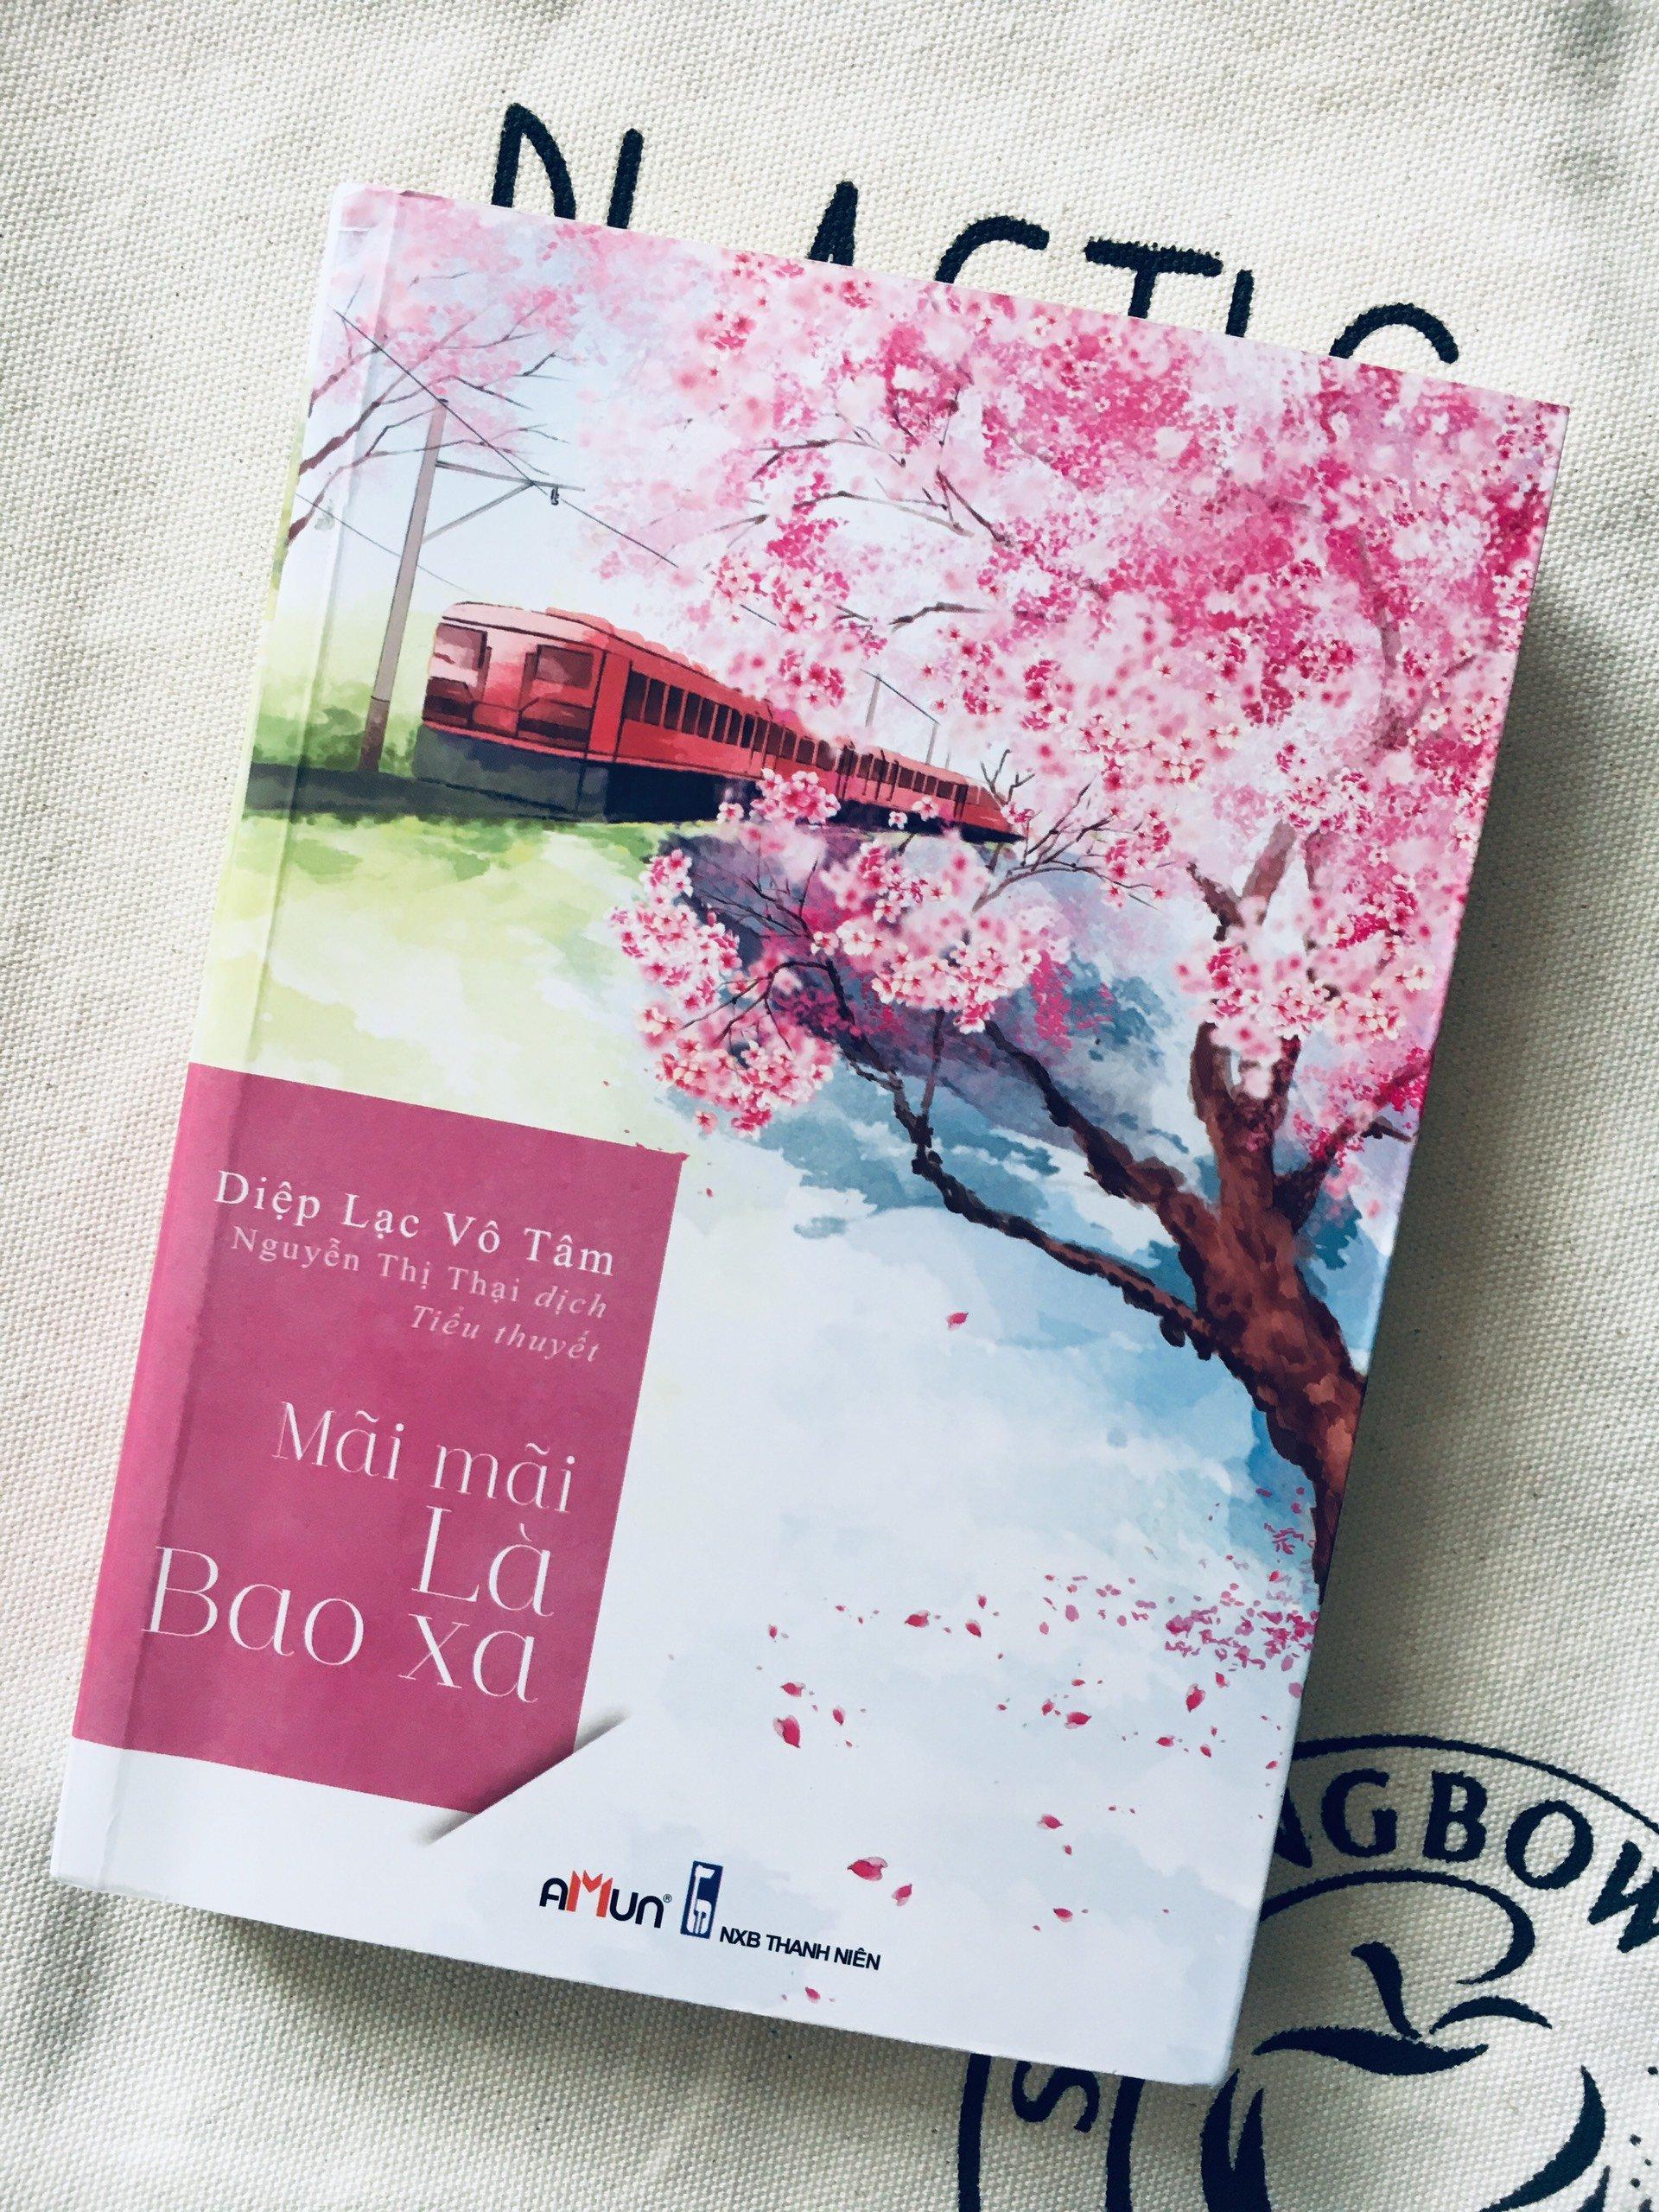 Diệp Lạc Vô Tâm
Nguyễn Thị Thại dịch
Tiểu thuyết
Mãi mãi
Là
Bao xa
AMUN®
NXB THANH NIÊN